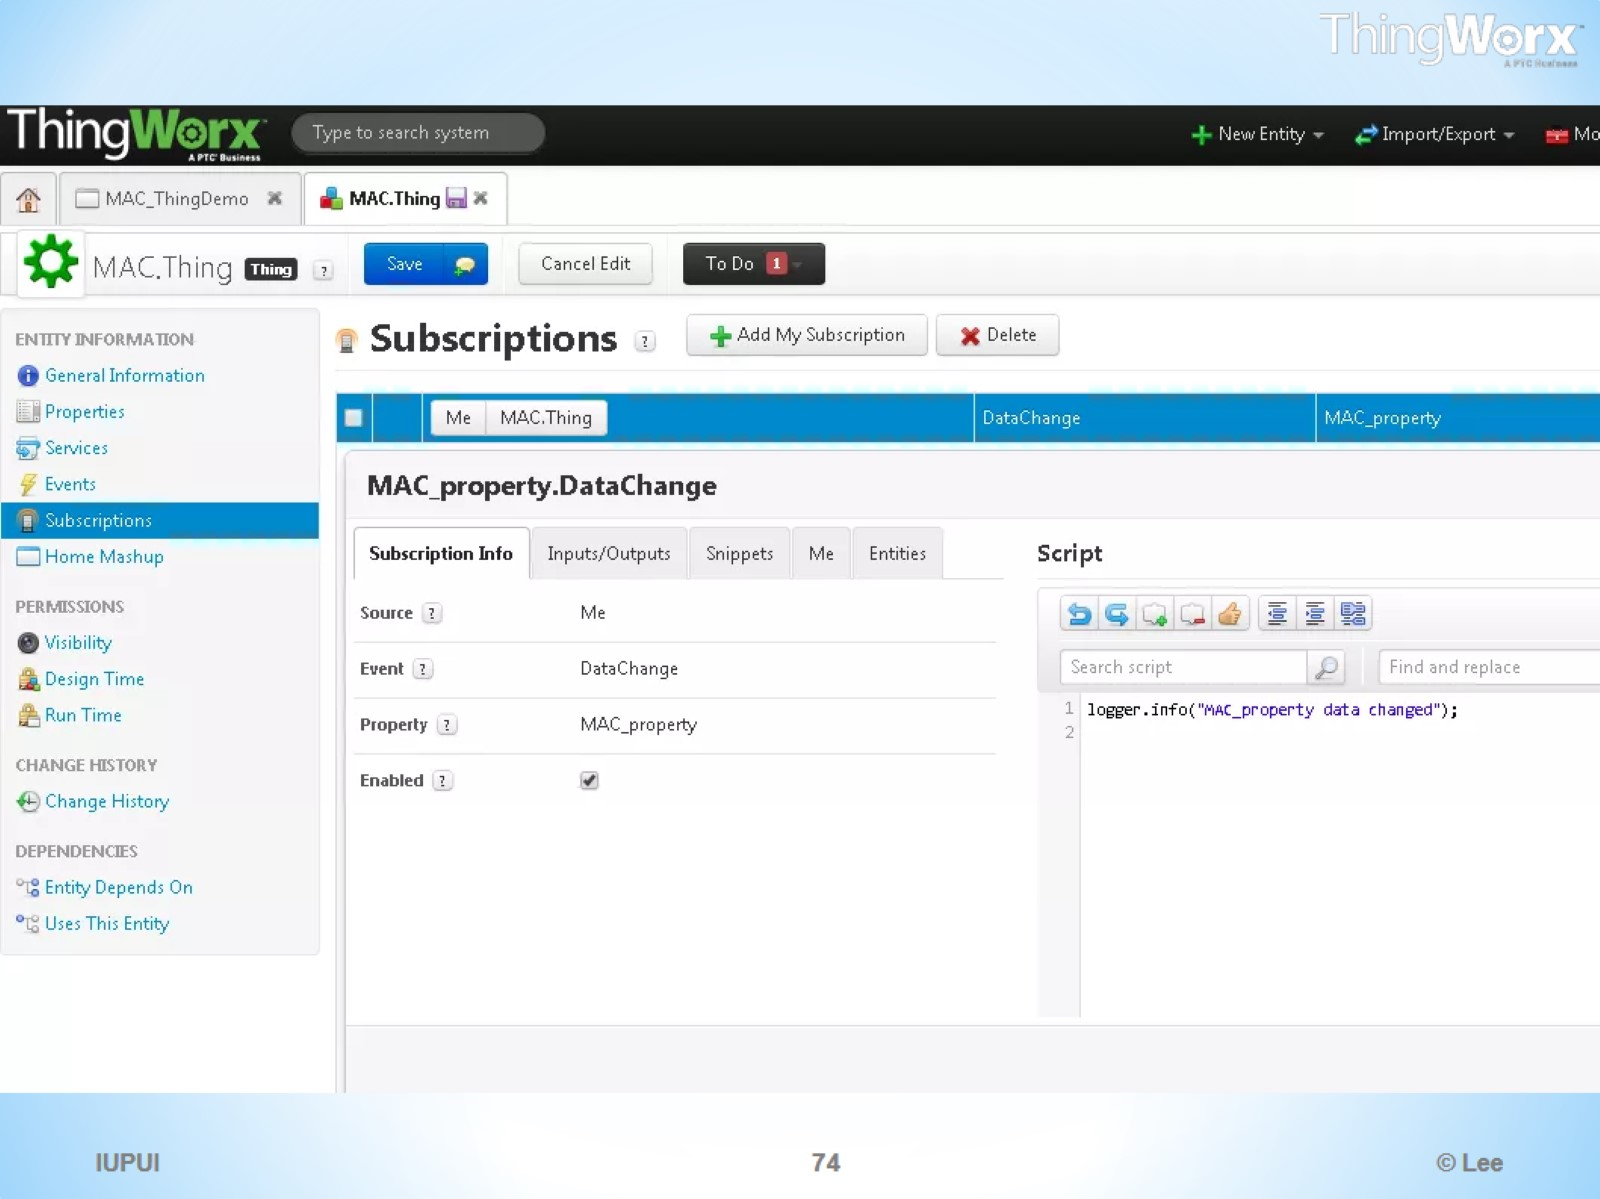 ThingWorx
A PTC Business
ThingWorx
A PTC Business
Type to search system
New Entity
Import/Export
Mo
MAC_ThingDemo
MAC.Thing
MAC.Thing Thing ?
Save
Cancel Edit
To Do 1
ENTITY INFORMATION
General Information
Properties
Services
Events
Subscriptions
Home Mashup
PERMISSIONS
Visibility
Design Time
Run Time
CHANGE HISTORY
Change History
DEPENDENCIES
Entity Depends On
Uses This Entity
Subscriptions ?
Add My Subscription
Delete
Me MAC.Thing DataChange MAC_property
MAC_property.DataChange
Subscription Info Inputs/Outputs Snippets Me Entities
Source ? Me
Event ? DataChange
Property ? MAC_property
Enabled ?
Script
Search script
Find and replace
1 logger.info("MAC_property data changed");
2
IUPUI 74 © Lee